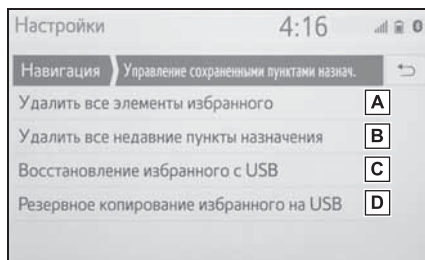 Настройки 4:16 0
Навигация Управление сохраненными пунктами назнач.
Удалить все элементы избранного A
Удалить все недавние пункты назначения B
Восстановление избранного с USB C
Резервное копирование избранного на USB D